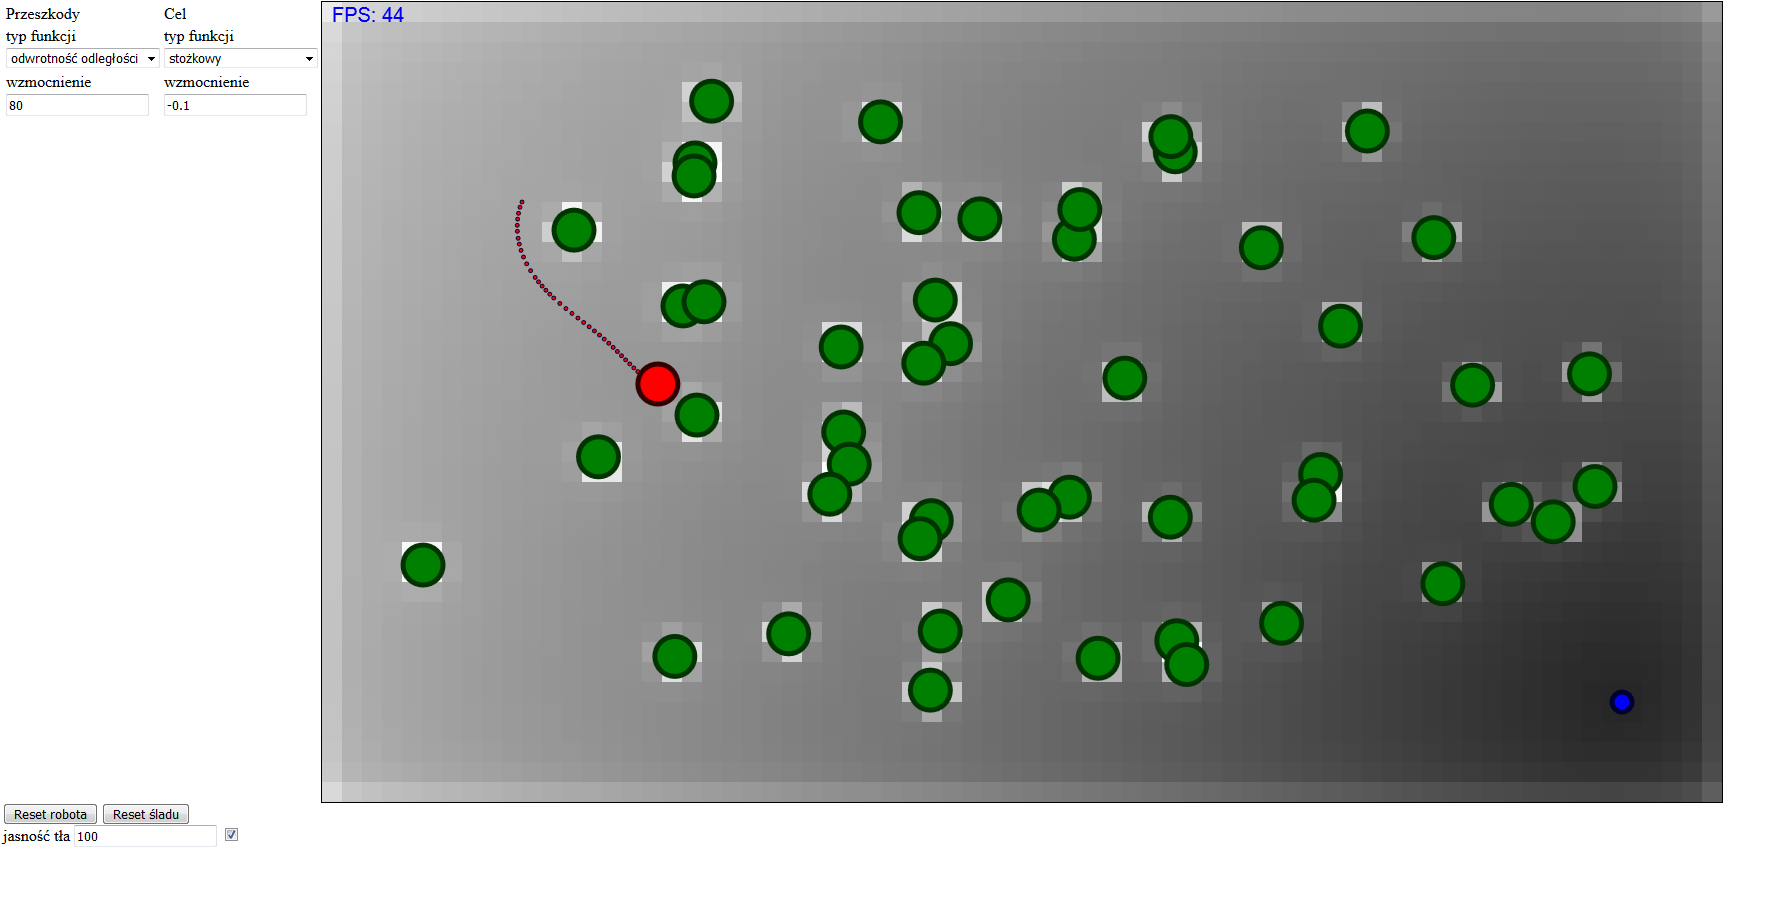 Przeszkody
Cel
typ funkcji
typ funkcji
odwrotność odległości
stożkowy
wzmocnienie
wzmocnienie
80
-0.1
FPS: 44
Reset robota
Reset śladu
jasność tła 100